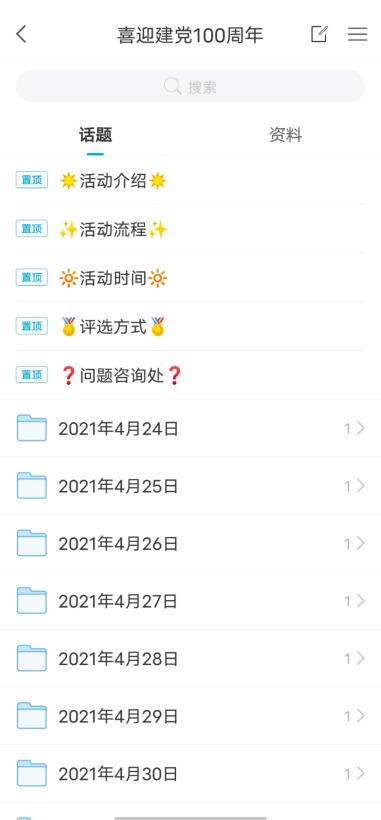 喜迎建党100周年
搜索
话题 资料
置顶 ☀️活动介绍☀️
置顶 ✨活动流程✨
置顶 🔆活动时间🔆
置顶 🏅评选方式🏅
置顶 ❓问题咨询处❓
2021年4月24日 1
2021年4月25日 1
2021年4月26日 1
2021年4月27日 1
2021年4月28日 1
2021年4月29日 1
2021年4月30日 1